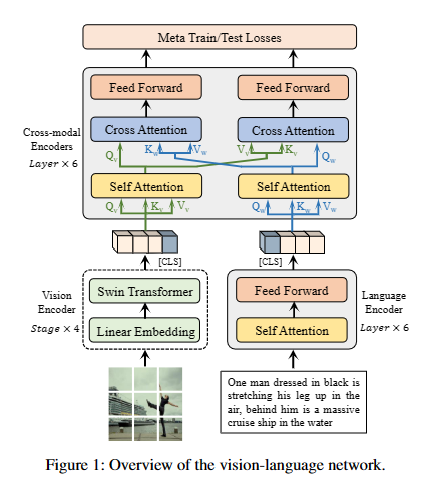 Meta Train/Test Losses
Feed Forward
Feed Forward
Cross-modal
Encoders
Layer × 6
Cross Attention
Cross Attention
Q_v
K_w
V_w
V_v
K_v
Q_w
Self Attention
Self Attention
Q_v
K_v
V_v
Q_w
K_w
V_w
[CLS]
[CLS]
Vision
Encoder
Stage × 4
Swin Transformer
Linear Embedding
Feed Forward
Self Attention
Language
Encoder
Layer × 6
One man dressed in black is
stretching his leg up in the
air, behind him is a massive
cruise ship in the water
Figure 1: Overview of the vision-language network.